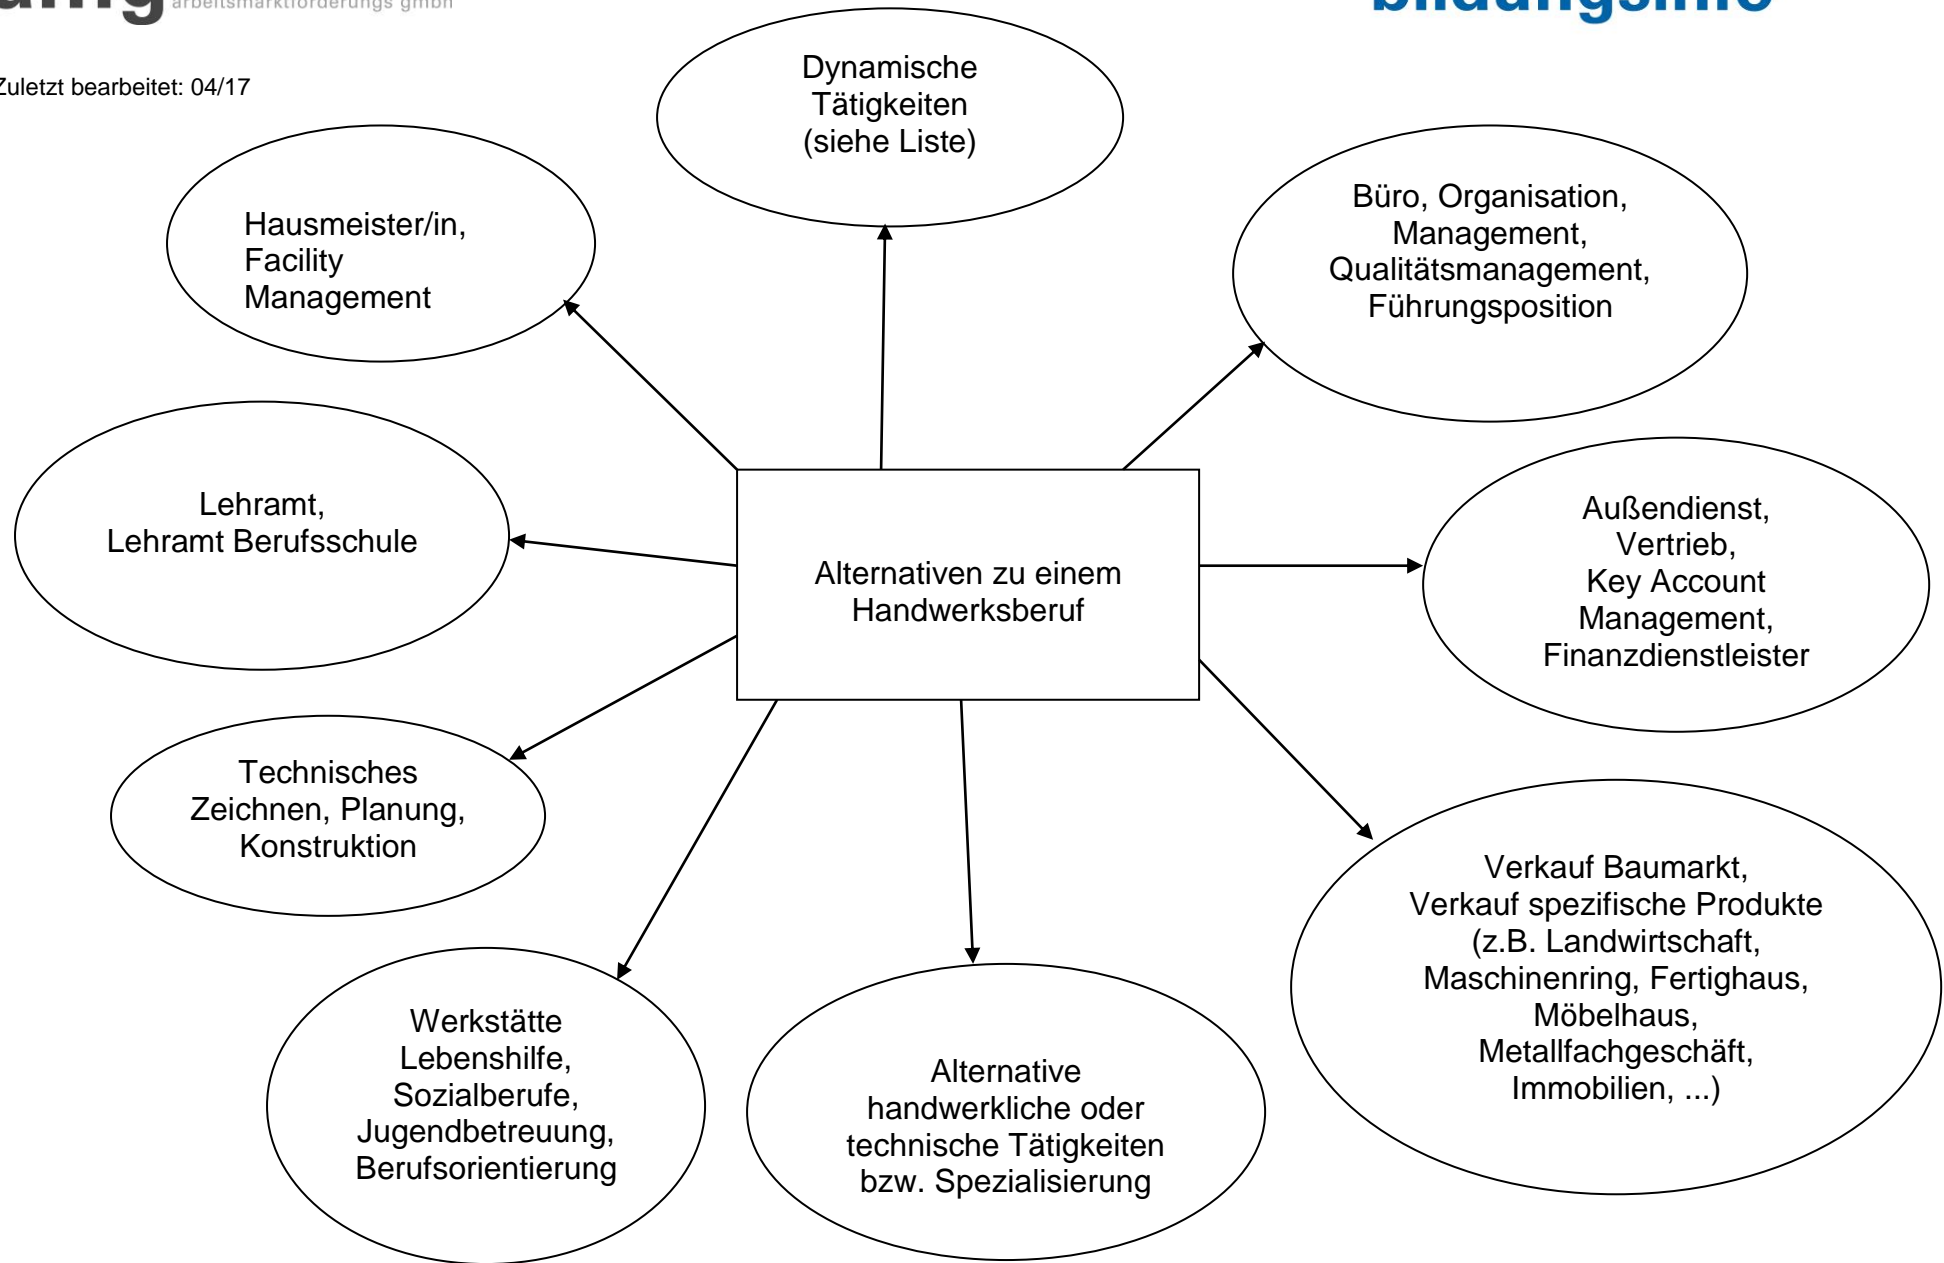 arbeitsmarktförderungs gmbh
bildungsinfo
Zuletzt bearbeitet: 04/17
Dynamische
Tätigkeiten
(siehe Liste)
Hausmeister/in,
Facility
Management
Büro, Organisation,
Management,
Qualitätsmanagement,
Führungsposition
Lehramt,
Lehramt Berufsschule
Alternativen zu einem
Handwerksberuf
Außendienst,
Vertrieb,
Key Account
Management,
Finanzdienstleister
Technisches
Zeichnen, Planung,
Konstruktion
Verkauf Baumarkt,
Verkauf spezifische Produkte
(z.B. Landwirtschaft,
Maschinenring, Fertighaus,
Möbelhaus,
Metallfachgeschäft,
Immobilien, ...)
Werkstätte
Lebenshilfe,
Sozialberufe,
Jugendbetreuung,
Berufsorientierung
Alternative
handwerkliche oder
technische Tätigkeiten
bzw. Spezialisierung